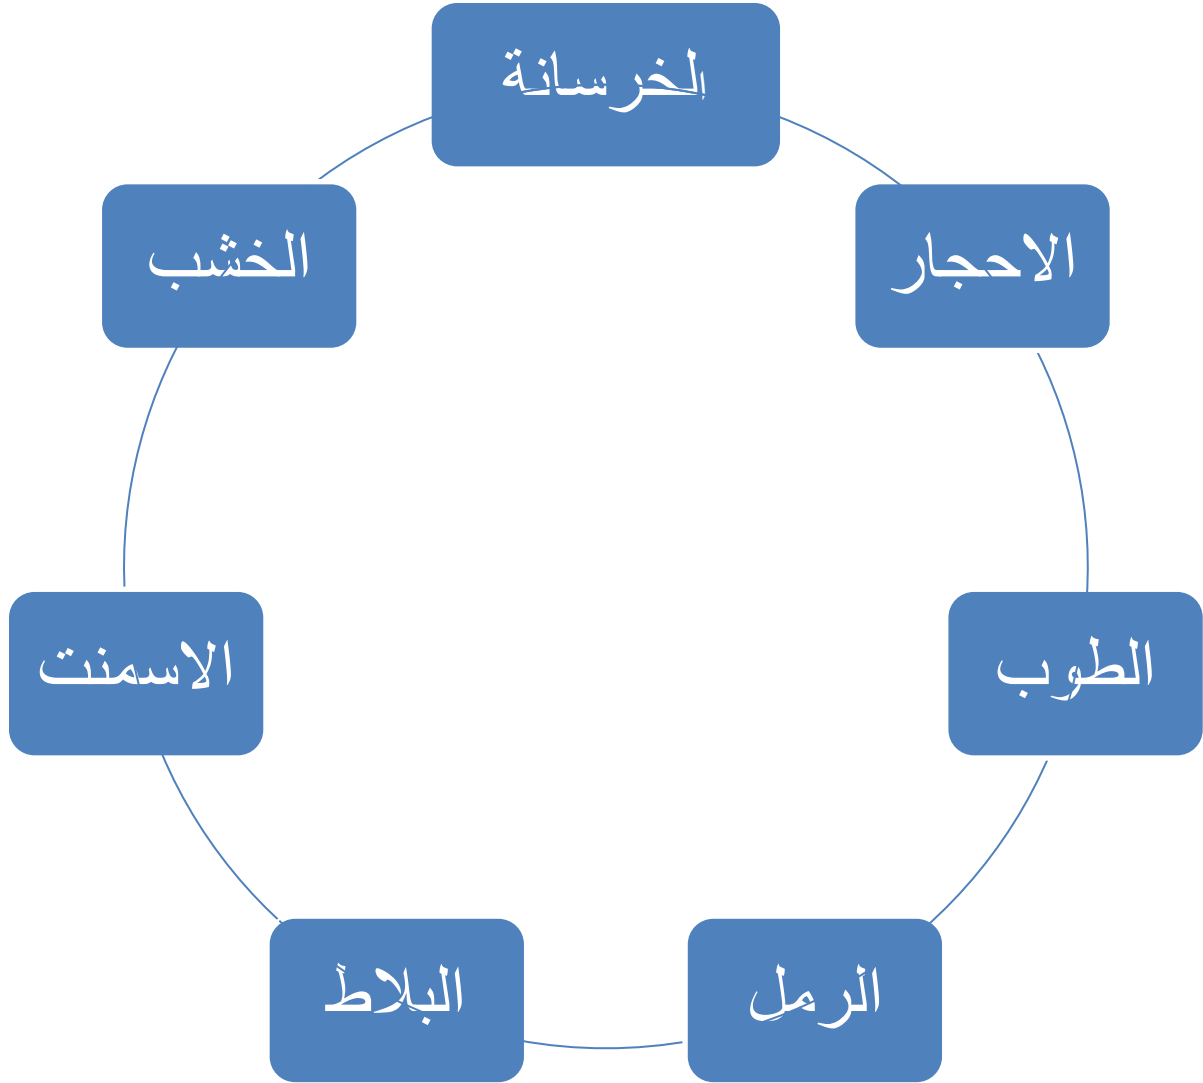 الخرسانة
الاحجار
الطوب
الرمل
البلاط
الاسمنت
الخشب